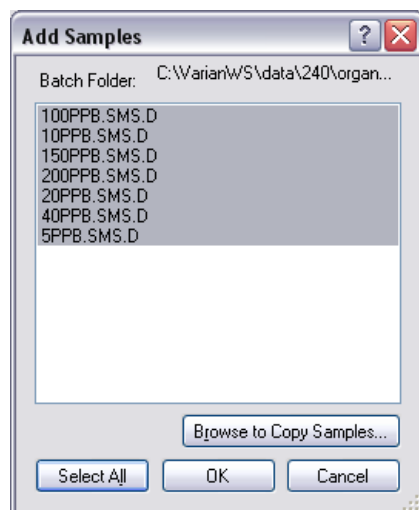 Add Samples
Batch Folder: C:\VarianWS\data\240\organ...
100PPB.SMS.D
10PPB.SMS.D
150PPB.SMS.D
200PPB.SMS.D
20PPB.SMS.D
40PPB.SMS.D
5PPB.SMS.D
Browse to Copy Samples...
Select All OK Cancel